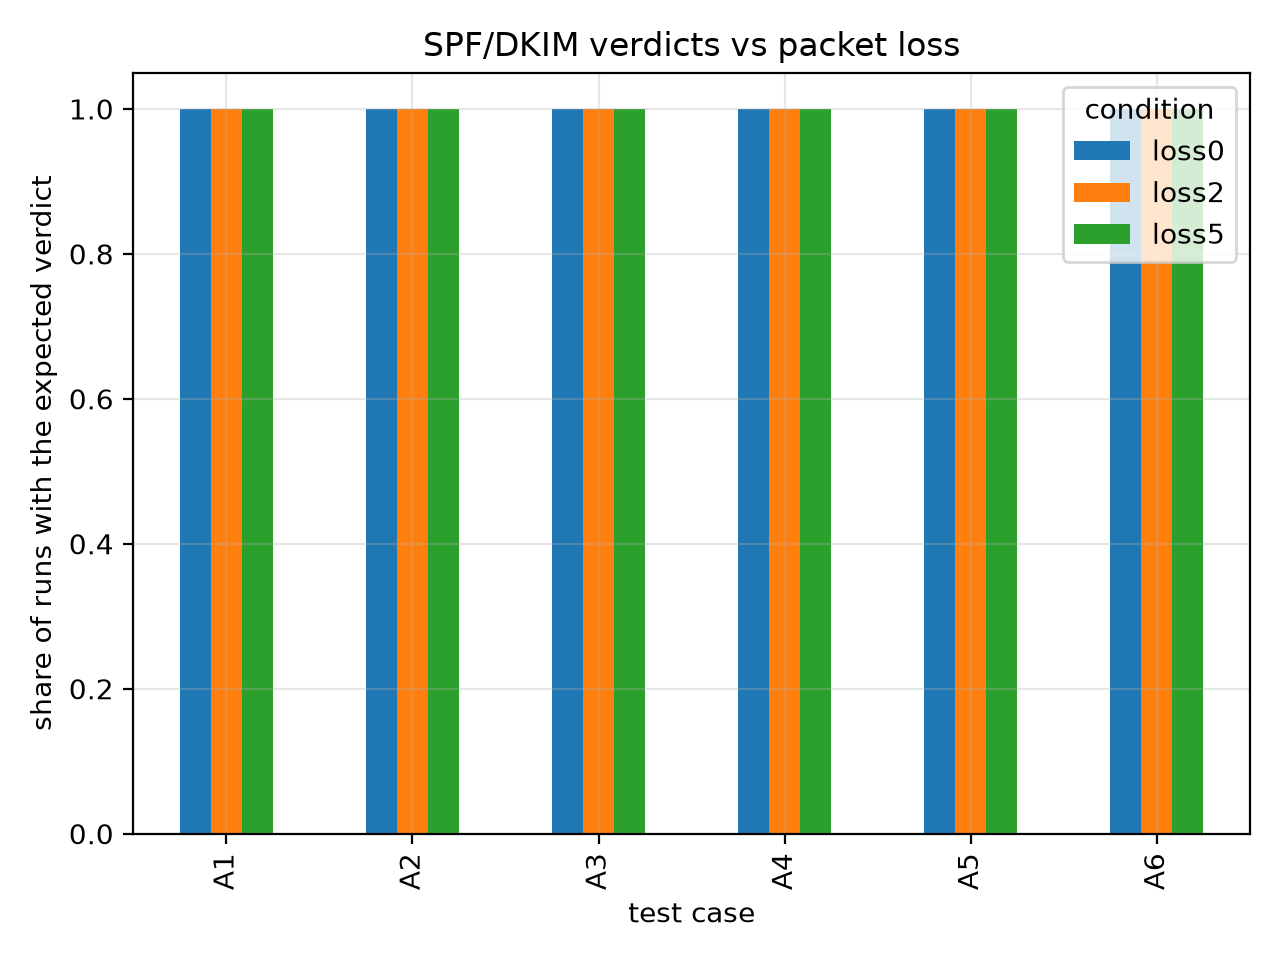 SPF/DKIM verdicts vs packet loss
share of runs with the expected verdict
1.0
0.8
0.6
0.4
0.2
0.0
condition
loss0
loss2
loss5
A1 A2 A3 A4 A5 A6
test case